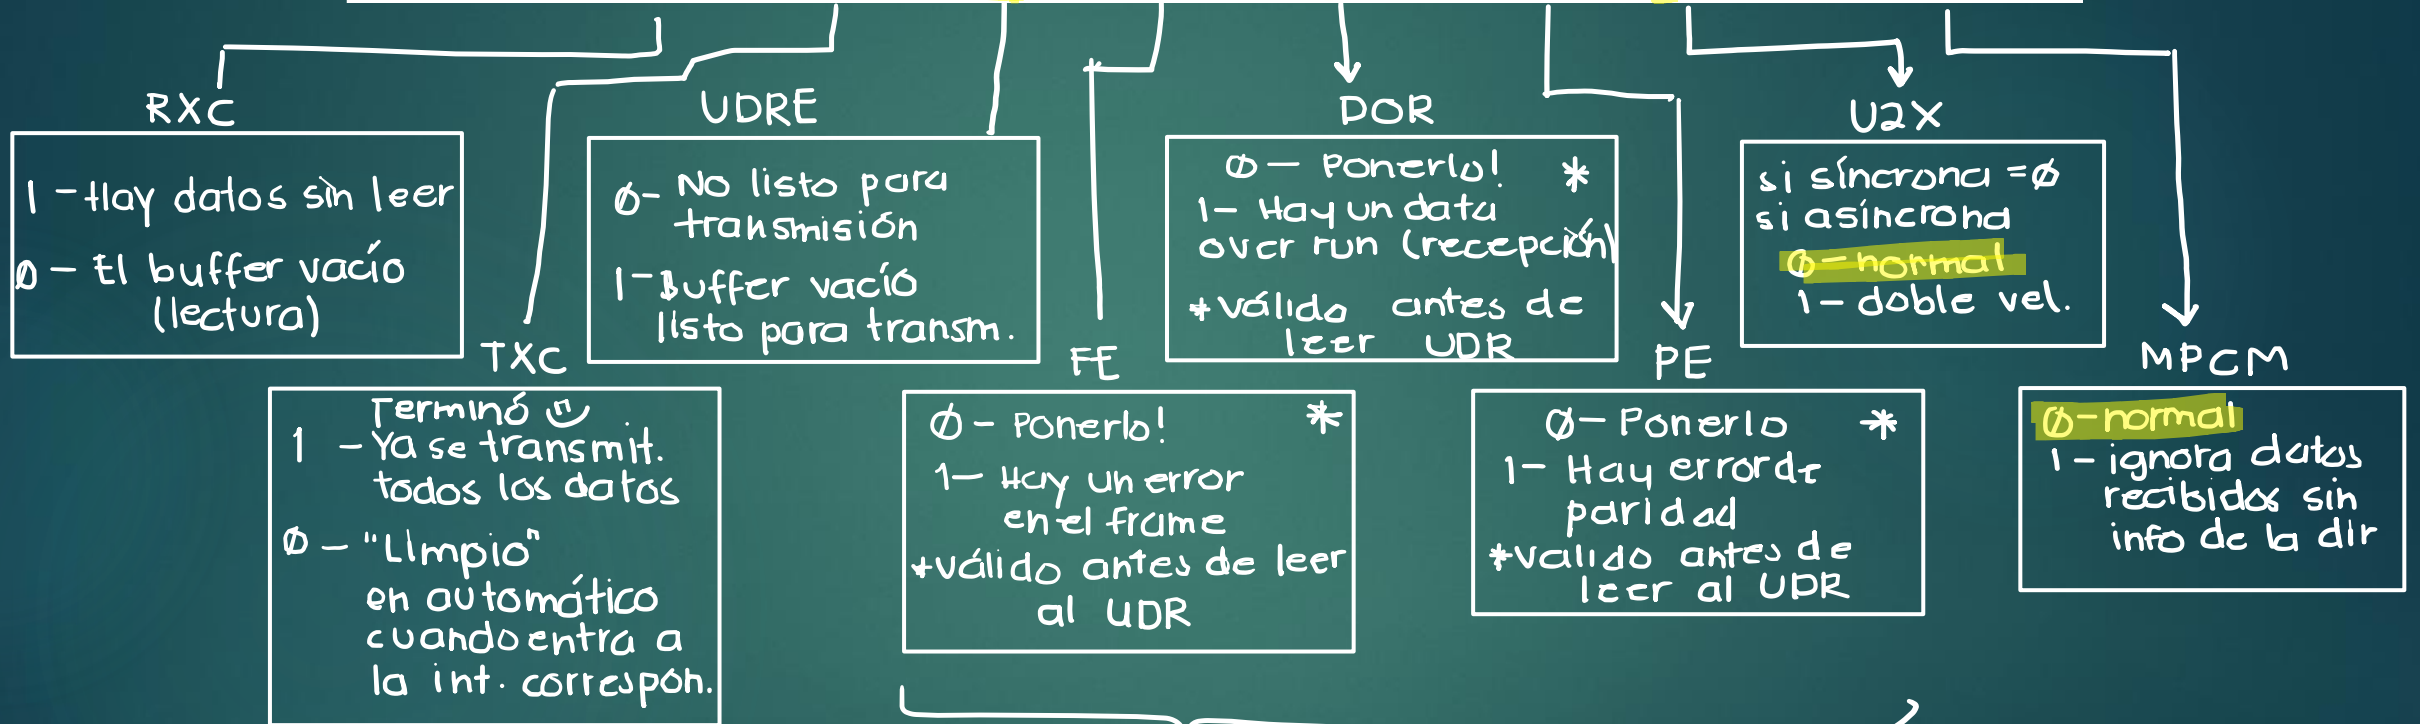 RXC
1 - Hay datos sin leer
0 - El buffer vacío
(lectura)
TXC
Terminó
1 - Ya se transmit.
todos los datos
0 - "Limpio"
en automático
cuando entra a
la int. correspon.
UDRE
0 - No listo para
transmisión
1 - Buffer vacío
listo para transm.
FE
0 - Ponerlo! *
1 - Hay un error
en el frame
*Válido antes de leer
al UDR
DOR
0 - Ponerlo! *
1 - Hay un data
over run (recepción)
*Válido antes de
leer UDR
PE
0 - Ponerlo *
1 - Hay error de
paridad
*Valido antes de
leer al UDR
U2X
si síncrona = 0
si asíncrona
0 - normal
1 - doble vel.
MPCM
0 - normal
1 - ignora datos
recibidos sin
info de la dir